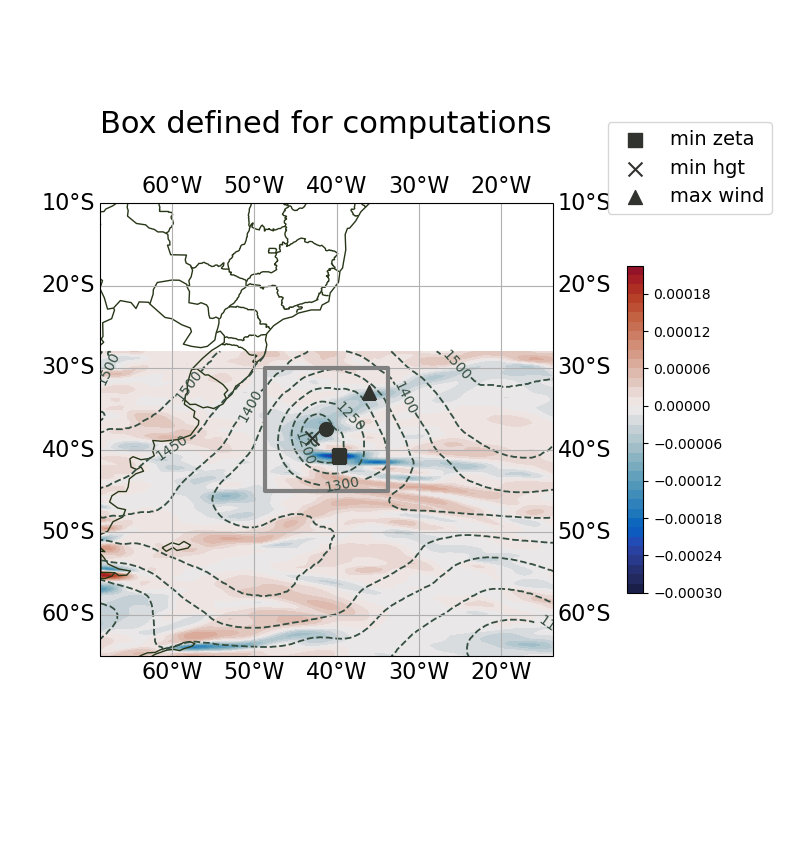 Box defined for computations
min zeta
min hgt
max wind
60°W 50°W 40°W 30°W 20°W
10°S 10°S
20°S 20°S
30°S 30°S
40°S 40°S
50°S 50°S
60°S 60°S
60°W 50°W 40°W 30°W 20°W
1500
1500
1500
1450
1400
1400
1250
1200
1300
0.00018
0.00012
0.00006
0.00000
−0.00006
−0.00012
−0.00018
−0.00024
−0.00030